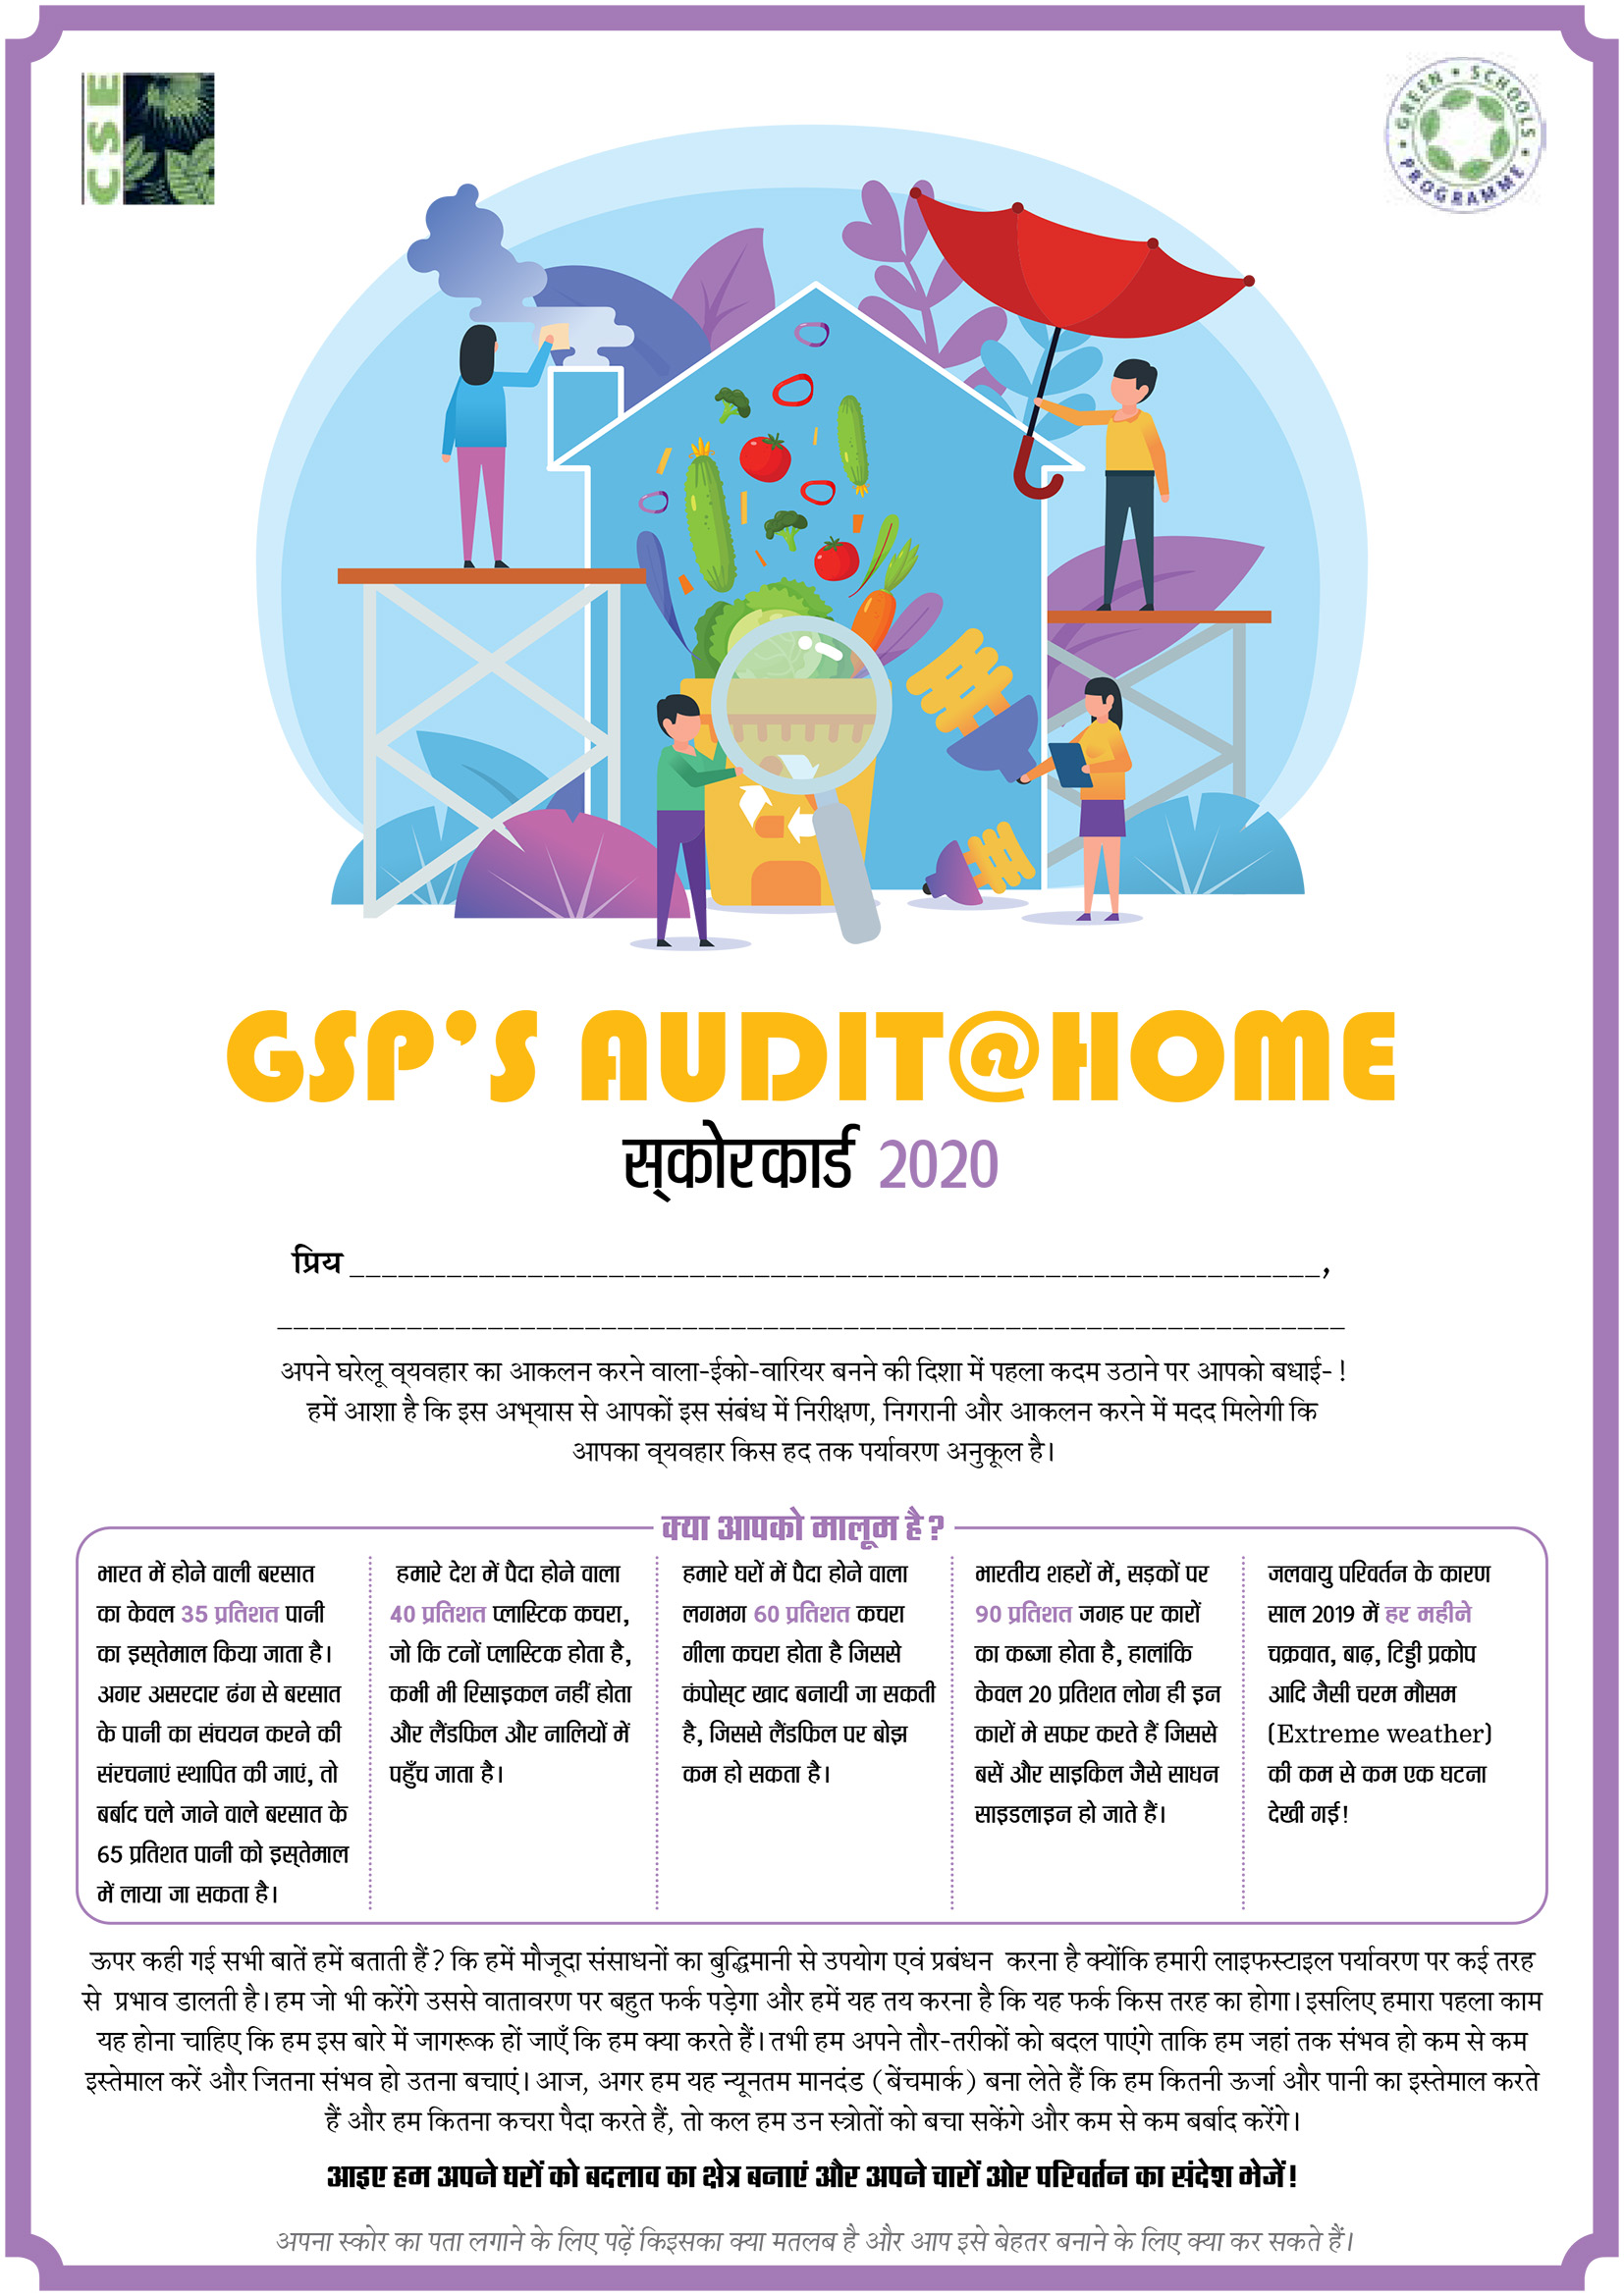 CSE
GREEN • SCHOOLS • PROGRAMME •
GSP'S AUDIT@HOME
स्कोरकार्ड 2020
प्रिय ____________________________________________________________,
__________________________________________________________________
अपने घरेलू व्यवहार का आकलन करने वाला-ईको-वारियर बनने की दिशा में पहला कदम उठाने पर आपको बधाई- !
हमें आशा है कि इस अभ्यास से आपकों इस संबंध में निरीक्षण, निगरानी और आकलन करने में मदद मिलेगी कि
आपका व्यवहार किस हद तक पर्यावरण अनुकूल है।
क्या आपको मालूम है?
भारत में होने वाली बरसात
का केवल 35 प्रतिशत पानी
का इस्तेमाल किया जाता है।
अगर असरदार ढंग से बरसात
के पानी का संचयन करने की
संरचनाएं स्थापित की जाएं, तो
बर्बाद चले जाने वाले बरसात के
65 प्रतिशत पानी को इस्तेमाल
में लाया जा सकता है।
हमारे देश में पैदा होने वाला
40 प्रतिशत प्लास्टिक कचरा,
जो कि टनों प्लास्टिक होता है,
कभी भी रिसाइकल नहीं होता
और लैंडफिल और नालियों में
पहुँच जाता है।
हमारे घरों में पैदा होने वाला
लगभग 60 प्रतिशत कचरा
गीला कचरा होता है जिससे
कंपोस्ट खाद बनायी जा सकती
है, जिससे लैंडफिल पर बोझ
कम हो सकता है।
भारतीय शहरों में, सड़कों पर
90 प्रतिशत जगह पर कारों
का कब्जा होता है, हालांकि
केवल 20 प्रतिशत लोग ही इन
कारों मे सफर करते हैं जिससे
बसें और साइकिल जैसे साधन
साइडलाइन हो जाते हैं।
जलवायु परिवर्तन के कारण
साल 2019 में हर महीने
चक्रवात, बाढ़, टिड्डी प्रकोप
आदि जैसी चरम मौसम
(Extreme weather)
की कम से कम एक घटना
देखी गई!
ऊपर कही गई सभी बातें हमें बताती हैं? कि हमें मौजूदा संसाधनों का बुद्धिमानी से उपयोग एवं प्रबंधन करना है क्योंकि हमारी लाइफस्टाइल पर्यावरण पर कई तरह
से प्रभाव डालती है। हम जो भी करेंगे उससे वातावरण पर बहुत फर्क पड़ेगा और हमें यह तय करना है कि यह फर्क किस तरह का होगा। इसलिए हमारा पहला काम
यह होना चाहिए कि हम इस बारे में जागरूक हों जाएँ कि हम क्या करते हैं। तभी हम अपने तौर-तरीकों को बदल पाएंगे ताकि हम जहां तक संभव हो कम से कम
इस्तेमाल करें और जितना संभव हो उतना बचाएं। आज, अगर हम यह न्यूनतम मानदंड (बेंचमार्क) बना लेते हैं कि हम कितनी ऊर्जा और पानी का इस्तेमाल करते
हैं और हम कितना कचरा पैदा करते हैं, तो कल हम उन स्त्रोतों को बचा सकेंगे और कम से कम बर्बाद करेंगे।
आइए हम अपने घरों को बदलाव का क्षेत्र बनाएं और अपने चारों ओर परिवर्तन का संदेश भेजें!
अपना स्कोर का पता लगाने के लिए पढ़ें किइसका क्या मतलब है और आप इसे बेहतर बनाने के लिए क्या कर सकते हैं।